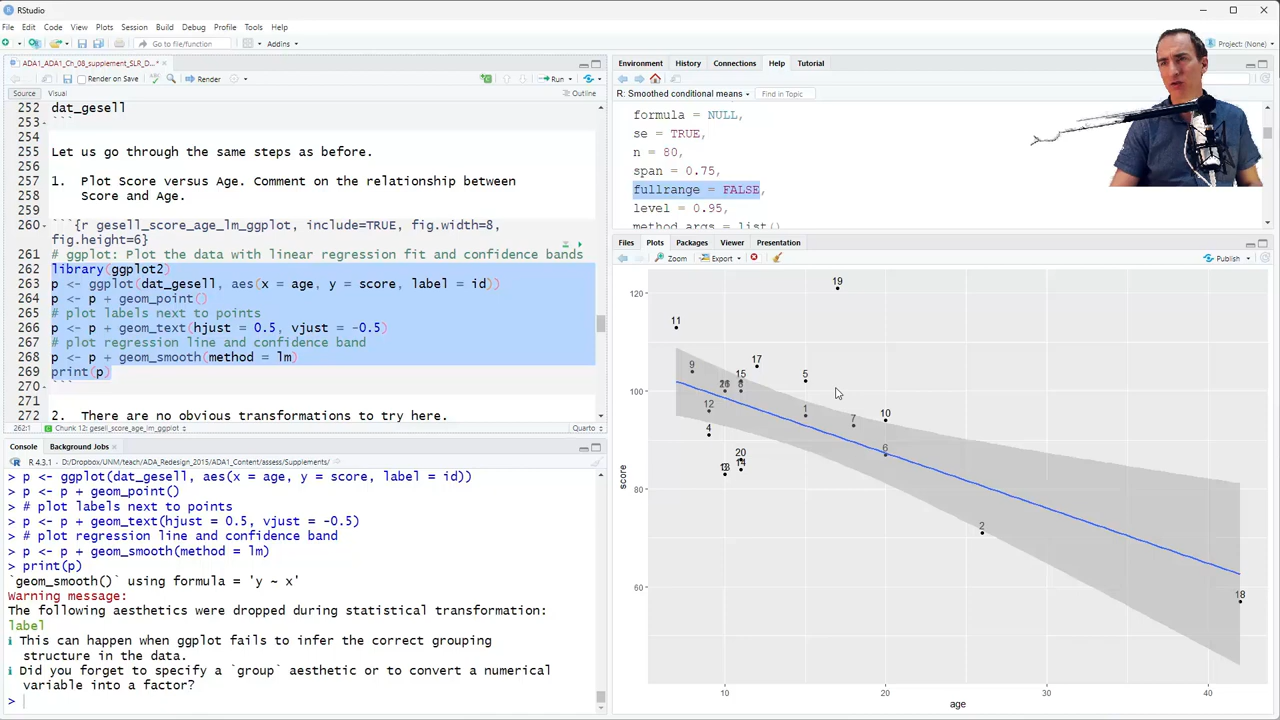 RStudio
File Edit Code View Plots Session Build Debug Profile Tools Help
Go to file/function
Addins
Project: (None)
ADA1_ADA1_Ch_08_supplement_SLR_D...*
Render on Save
Render
Run
Source Visual
Outline
252 dat_gesell
253 ```
254
255 Let us go through the same steps as before.
256
257 1. Plot Score versus Age. Comment on the relationship between
258 Score and Age.
259
260 ```{r gesell_score_age_lm_ggplot, include=TRUE, fig.width=8,
fig.height=6}
261 # ggplot: Plot the data with linear regression fit and confidence bands
262 library(ggplot2)
263 p <- ggplot(dat_gesell, aes(x = age, y = score, label = id))
264 p <- p + geom_point()
265 # plot labels next to points
266 p <- p + geom_text(hjust = 0.5, vjust = -0.5)
267 # plot regression line and confidence band
268 p <- p + geom_smooth(method = lm)
269 print(p)
270 ```
271
272 2. There are no obvious transformations to try here.
262:1 Chunk 12: gesell_score_age_lm_ggplot
Quarto
Console Background Jobs
R 4.3.1 · D:/Dropbox/UNM/teach/ADA_Redesign_2015/ADA1_Content/assess/Supplements/
> p <- ggplot(dat_gesell, aes(x = age, y = score, label = id))
> p <- p + geom_point()
> # plot labels next to points
> p <- p + geom_text(hjust = 0.5, vjust = -0.5)
> # plot regression line and confidence band
> p <- p + geom_smooth(method = lm)
> print(p)
`geom_smooth()` using formula = 'y ~ x'
Warning message:
The following aesthetics were dropped during statistical transformation:
label
ℹ This can happen when ggplot fails to infer the correct grouping
structure in the data.
ℹ Did you forget to specify a `group` aesthetic or to convert a numerical
variable into a factor?
>
Environment History Connections Help Tutorial
R: Smoothed conditional means
Find in Topic
formula = NULL,
se = TRUE,
n = 80,
span = 0.75,
fullrange = FALSE,
level = 0.95,
method.args = list()
Files Plots Packages Viewer Presentation
Zoom Export
Publish
120
100
80
60
score
19
11
17
9
15
5
8
12
1
10
7
4
6
20
14
2
18
10 20 30 40
age